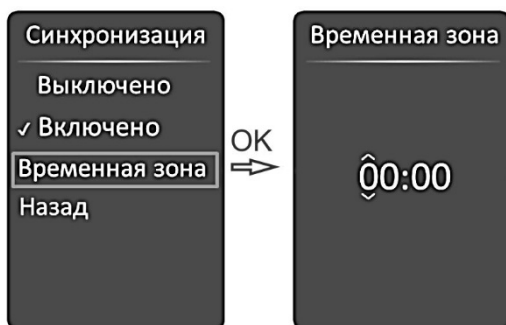 Синхронизация
Выключено
✓ Включено
Временная зона
Назад
OK
Временная зона
00:00